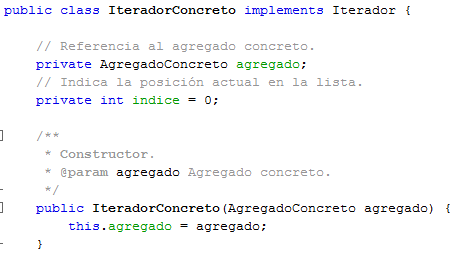 public class IteradorConcreto implements Iterador {
// Referencia al agregado concreto.
private AgregadoConcreto agregado;
// Indica la posición actual en la lista.
private int indice = 0;
/**
* Constructor.
* @param agregado Agregado concreto.
*/
public IteradorConcreto(AgregadoConcreto agregado) {
this.agregado = agregado;
}